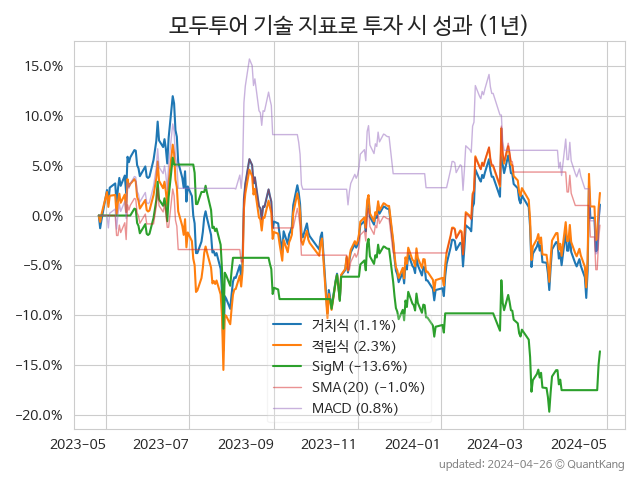 모두투어 기술 지표로 투자 시 성과 (1년)
15.0%
10.0%
5.0%
0.0%
−5.0%
−10.0%
−15.0%
−20.0%
거치식 (1.1%)
적립식 (2.3%)
SigM (−13.6%)
SMA(20) (−1.0%)
MACD (0.8%)
2023-05 2023-07 2023-09 2023-11 2024-01 2024-03 2024-05
updated: 2024-04-26 © QuantKang